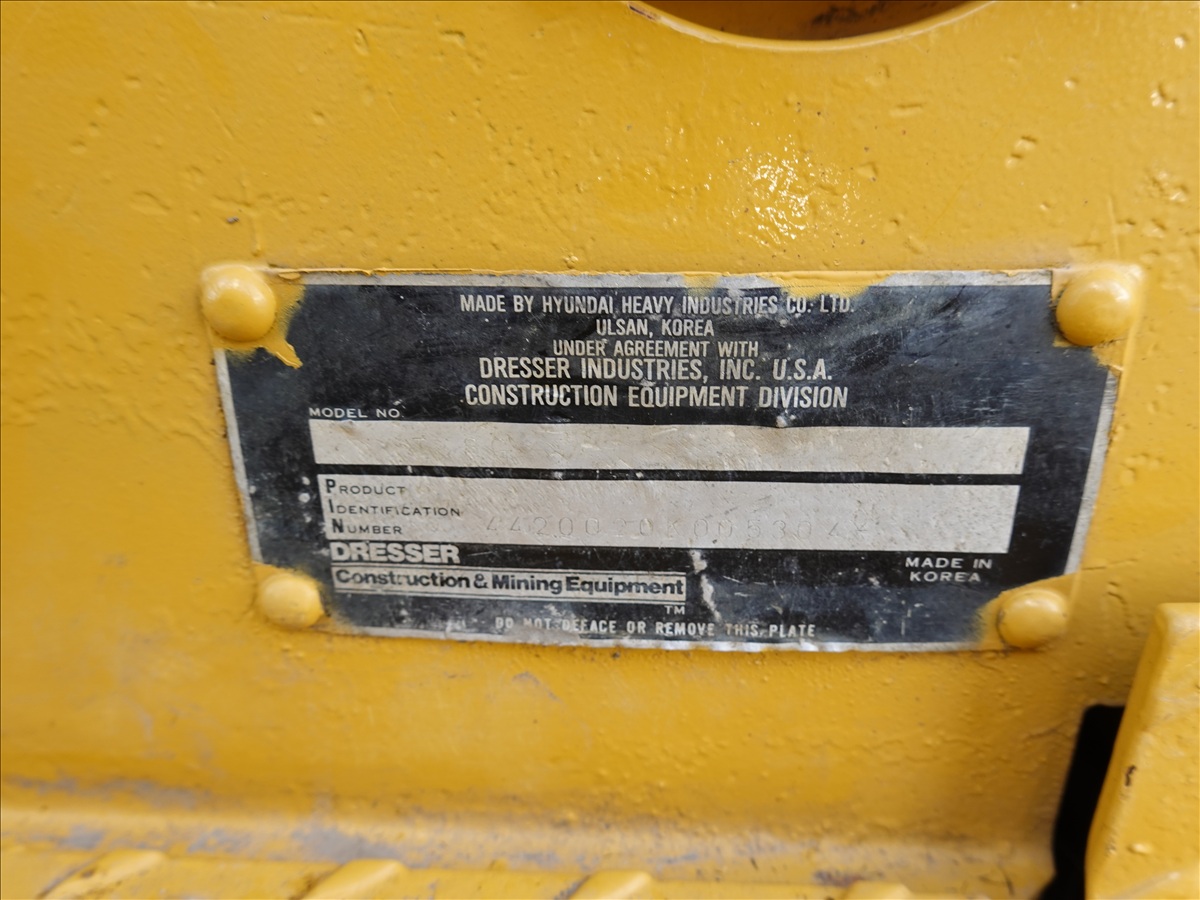 MADE BY HYUNDAI HEAVY INDUSTRIES CO. LTD.
ULSAN, KOREA
UNDER AGREEMENT WITH
DRESSER INDUSTRIES, INC. U.S.A.
CONSTRUCTION EQUIPMENT DIVISION
MODEL NO.
PRODUCT
IDENTIFICATION
NUMBER
DRESSER
Construction & Mining Equipment
TM
MADE IN
KOREA
DO NOT DEFACE OR REMOVE THIS PLATE